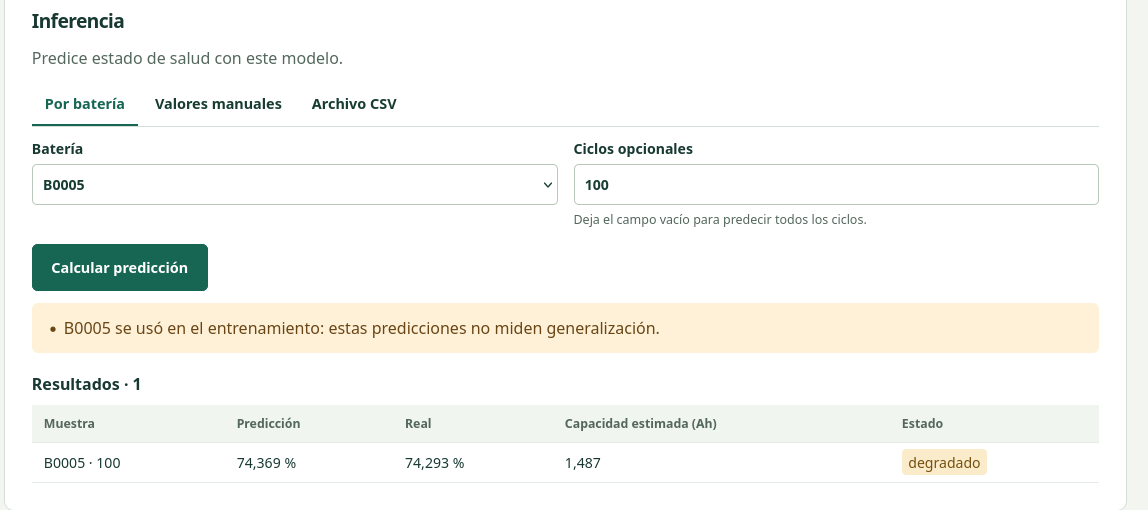 Inferencia
Predice estado de salud con este modelo.
Por batería Valores manuales Archivo CSV
Batería Ciclos opcionales
B0005 100
Deja el campo vacío para predecir todos los ciclos.
Calcular predicción
• B0005 se usó en el entrenamiento: estas predicciones no miden generalización.
Resultados · 1
Muestra Predicción Real Capacidad estimada (Ah) Estado
B0005 · 100 74,369 % 74,293 % 1,487 degradado